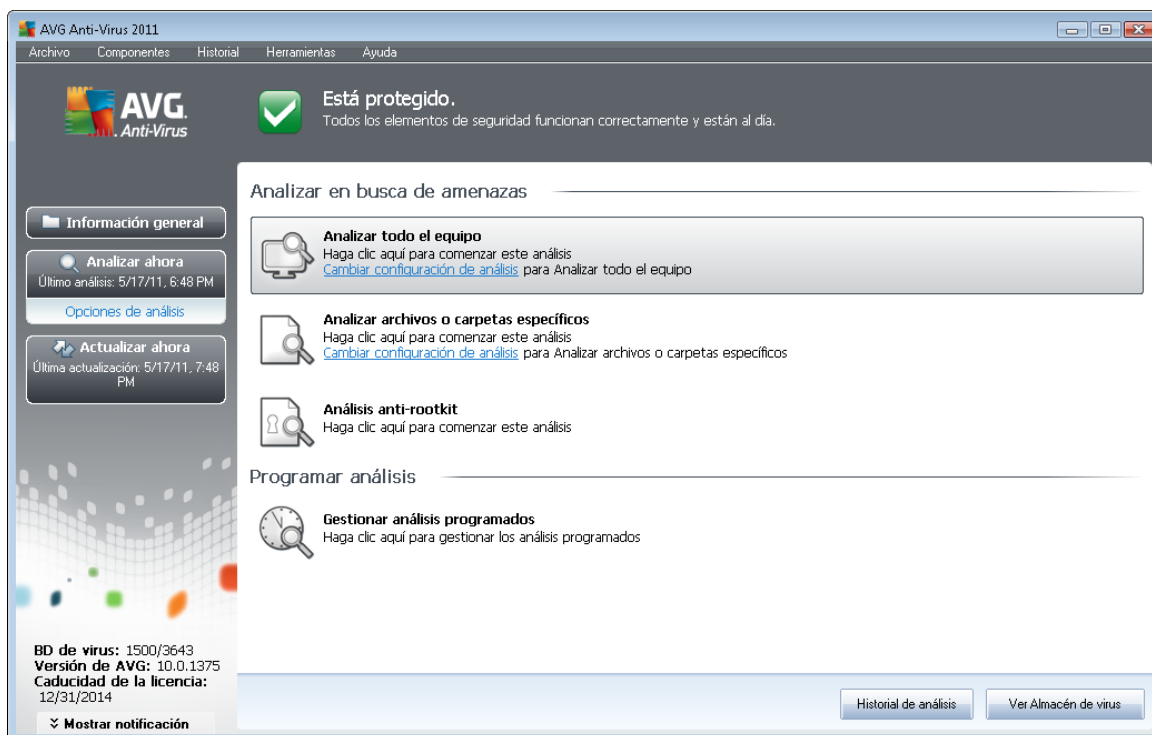 AVG Anti-Virus 2011
Archivo Componentes Historial Herramientas Ayuda
AVG.
Anti-Virus
Está protegido.
Todos los elementos de seguridad funcionan correctamente y están al día.
Información general
Analizar ahora
Último análisis: 5/17/11, 6:48 PM
Opciones de análisis
Actualizar ahora
Última actualización: 5/17/11, 7:48
PM
BD de virus: 1500/3643
Versión de AVG: 10.0.1375
Caducidad de la licencia:
12/31/2014
Mostrar notificación
Analizar en busca de amenazas
Analizar todo el equipo
Haga clic aquí para comenzar este análisis
Cambiar configuración de análisis para Analizar todo el equipo
Analizar archivos o carpetas específicos
Haga clic aquí para comenzar este análisis
Cambiar configuración de análisis para Analizar archivos o carpetas específicos
Análisis anti-rootkit
Haga clic aquí para comenzar este análisis
Programar análisis
Gestionar análisis programados
Haga clic aquí para gestionar los análisis programados
Historial de análisis
Ver Almacén de virus